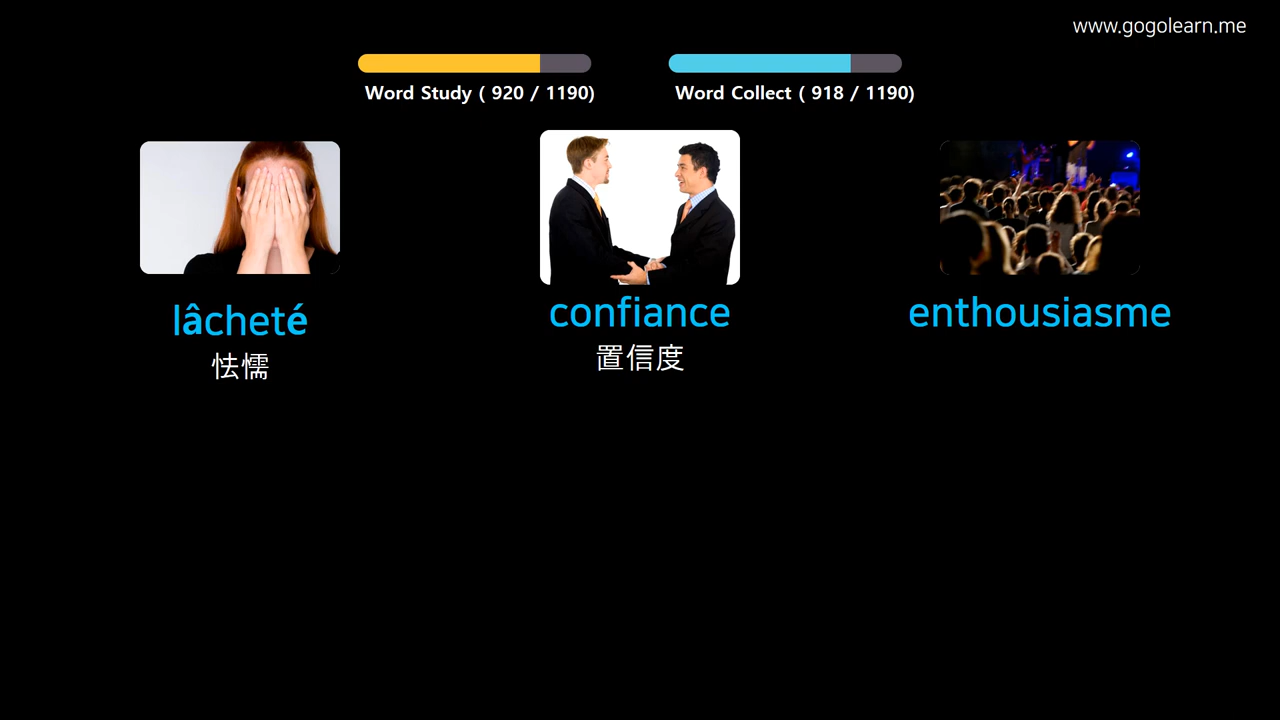 www.gogolearn.me
Word Study ( 920 / 1190)
Word Collect ( 918 / 1190)
lâcheté
怯懦
confiance
置信度
enthousiasme